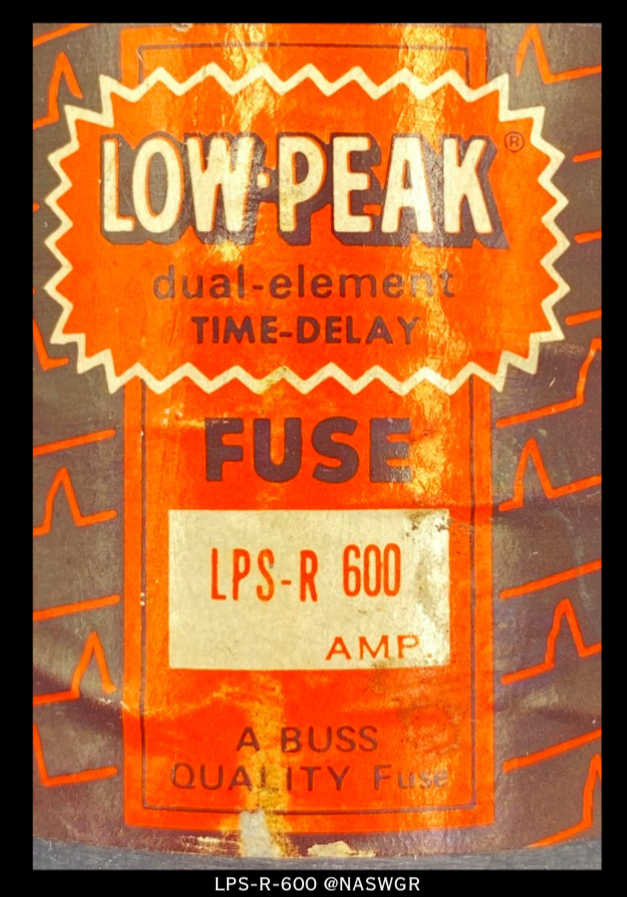 LOW-PEAK®
dual-element
TIME-DELAY
FUSE
LPS-R 600
AMP.
A BUSS
QUALITY Fuse
LPS-R-600 @NASWGR